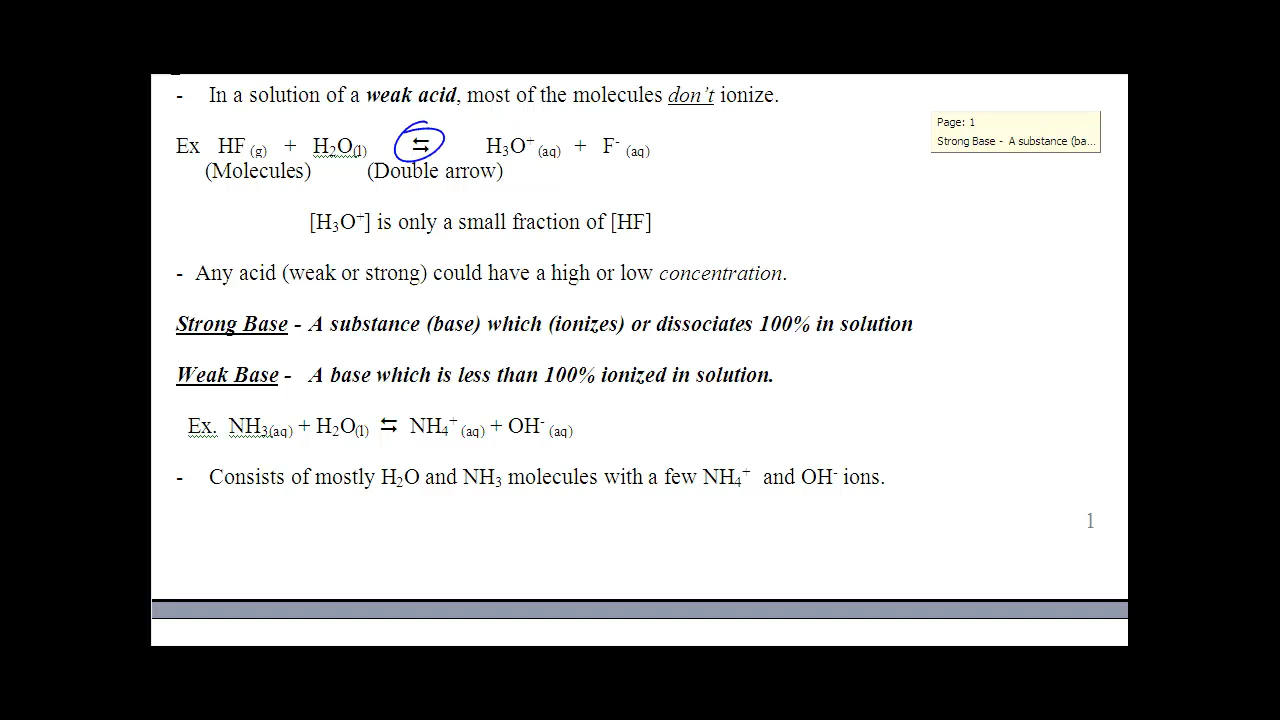 - In a solution of a weak acid, most of the molecules don't ionize.
Page: 1
Strong Base - A substance (ba...
Ex HF (g) + H₂O(l) ⇆ H₃O⁺ (aq) + F⁻ (aq)
(Molecules) (Double arrow)
[H₃O⁺] is only a small fraction of [HF]
- Any acid (weak or strong) could have a high or low concentration.
Strong Base - A substance (base) which (ionizes) or dissociates 100% in solution
Weak Base - A base which is less than 100% ionized in solution.
Ex. NH₃(aq) + H₂O(l) ⇆ NH₄⁺ (aq) + OH⁻ (aq)
- Consists of mostly H₂O and NH₃ molecules with a few NH₄⁺ and OH⁻ ions.
1